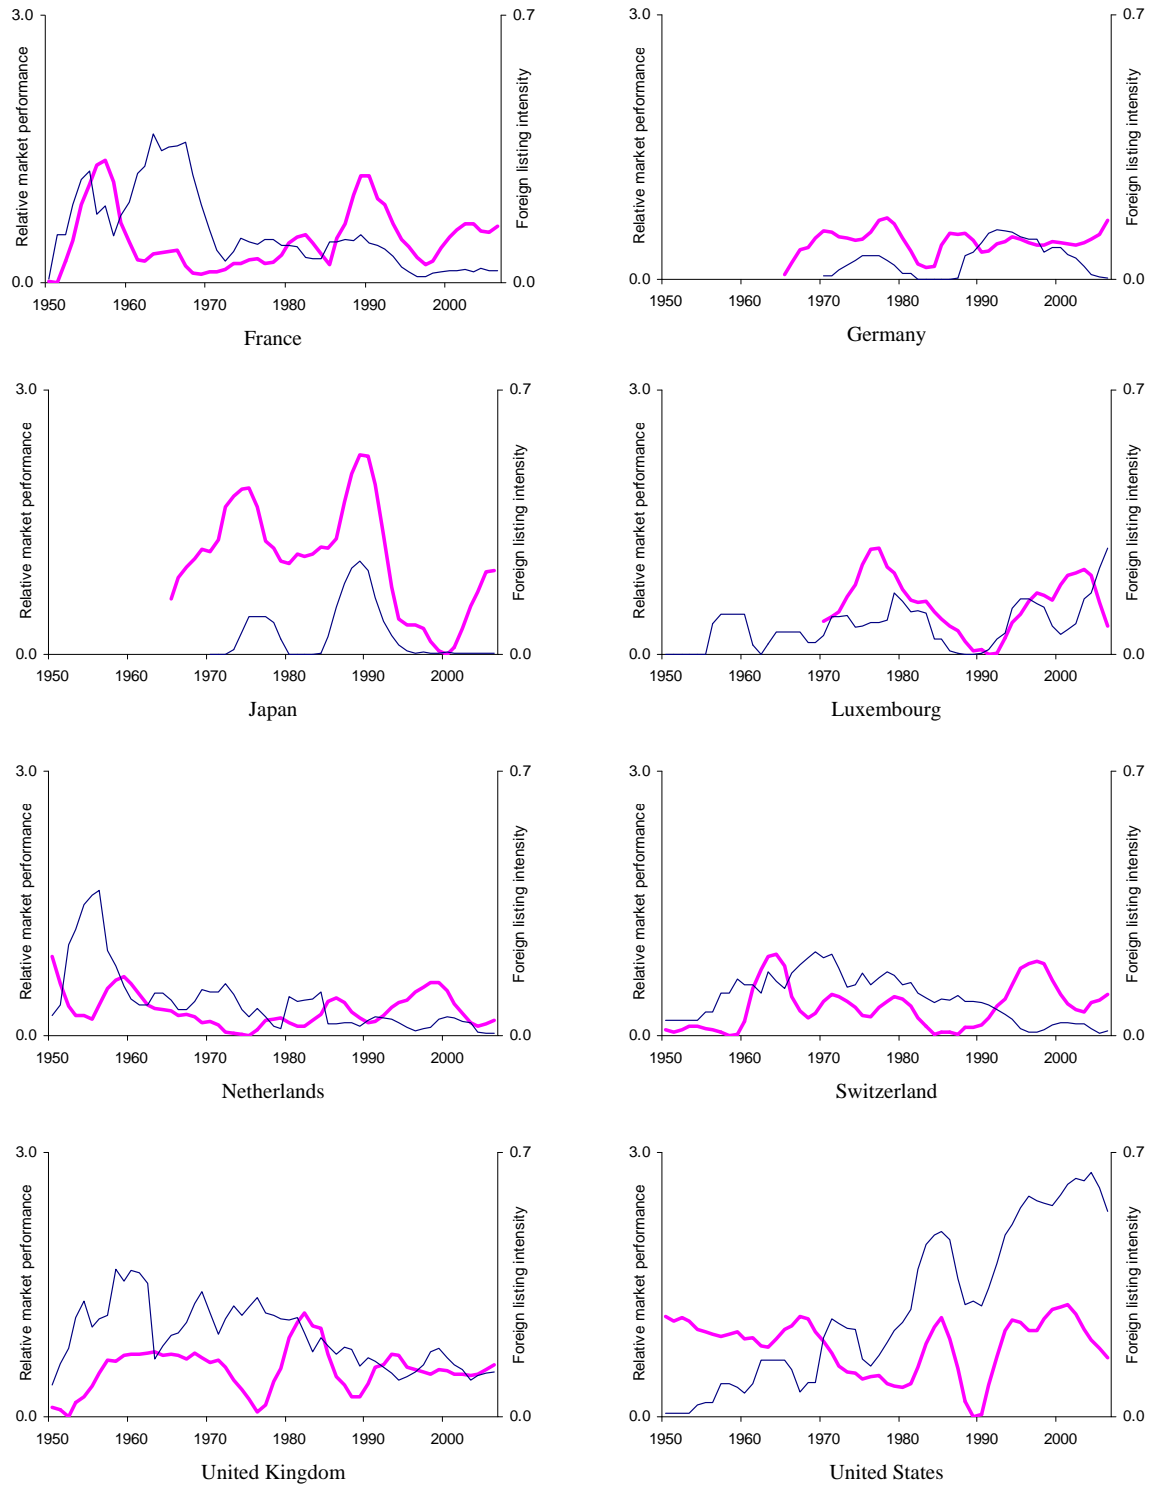 3.0
0.7
Relative market performance
Foreign listing intensity
0.0
0.0
1950 1960 1970 1980 1990 2000
France
3.0
0.7
Relative market performance
Foreign listing intensity
0.0
0.0
1950 1960 1970 1980 1990 2000
Germany
3.0
0.7
Relative market performance
Foreign listing intensity
0.0
0.0
1950 1960 1970 1980 1990 2000
Japan
3.0
0.7
Relative market performance
Foreign listing intensity
0.0
0.0
1950 1960 1970 1980 1990 2000
Luxembourg
3.0
0.7
Relative market performance
Foreign listing intensity
0.0
0.0
1950 1960 1970 1980 1990 2000
Netherlands
3.0
0.7
Relative market performance
Foreign listing intensity
0.0
0.0
1950 1960 1970 1980 1990 2000
Switzerland
3.0
0.7
Relative market performance
Foreign listing intensity
0.0
0.0
1950 1960 1970 1980 1990 2000
United Kingdom
3.0
0.7
Relative market performance
Foreign listing intensity
0.0
0.0
1950 1960 1970 1980 1990 2000
United States